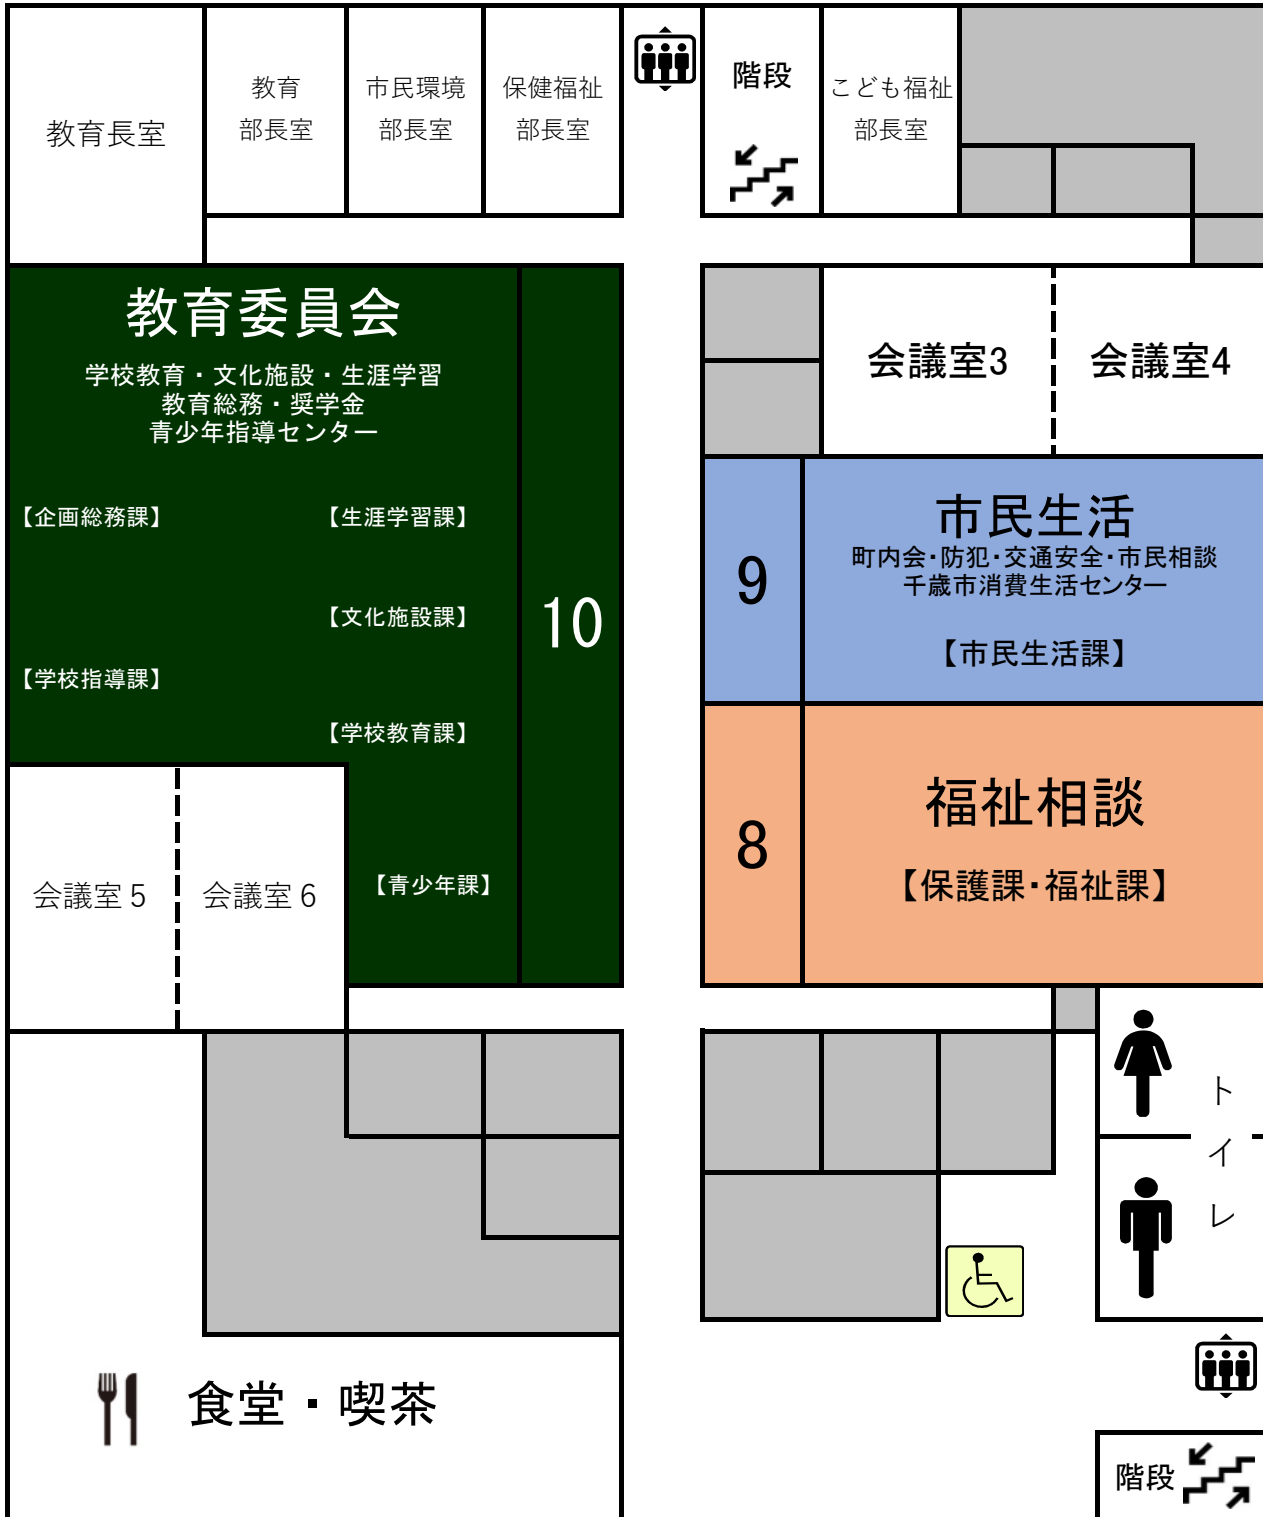 教育長室
教育
部長室
市民環境
部長室
保健福祉
部長室
階段
こども福祉
部長室
教育委員会
学校教育・文化施設・生涯学習
教育総務・奨学金
青少年指導センター
【企画総務課】
【生涯学習課】
【文化施設課】
【学校指導課】
【学校教育課】
【青少年課】
10
会議室3
会議室4
9
市民生活
町内会・防犯・交通安全・市民相談
千歳市消費生活センター
【市民生活課】
8
福祉相談
【保護課・福祉課】
会議室５
会議室６
トイレ
食堂・喫茶
階段